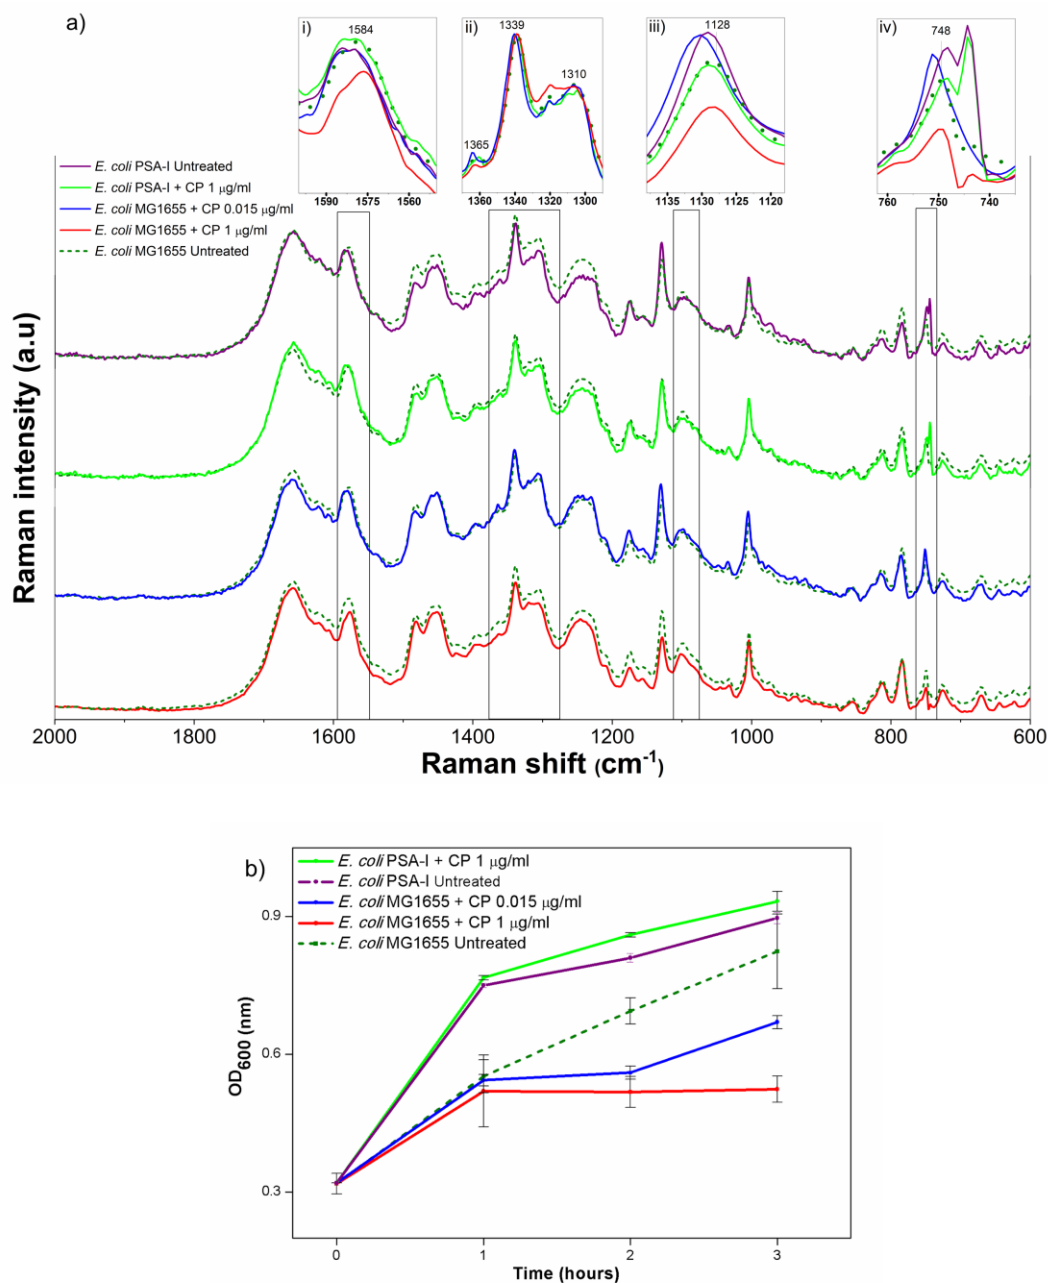 a)
i)
1584
1590 1575 1560
ii)
1339
1310
1365
1360 1340 1320 1300
iii)
1128
1135 1130 1125 1120
iv)
748
760 750 740
E. coli PSA-I Untreated
E. coli PSA-I + CP 1 µg/ml
E. coli MG1655 + CP 0.015 µg/ml
E. coli MG1655 + CP 1 µg/ml
E. coli MG1655 Untreated
Raman intensity (a.u)
2000 1800 1600 1400 1200 1000 800 600
Raman shift (cm-1)
b)
E. coli PSA-I + CP 1 µg/ml
E. coli PSA-I Untreated
E. coli MG1655 + CP 0.015 µg/ml
E. coli MG1655 + CP 1 µg/ml
E. coli MG1655 Untreated
0.9
0.6
0.3
OD600 (nm)
0 1 2 3
Time (hours)